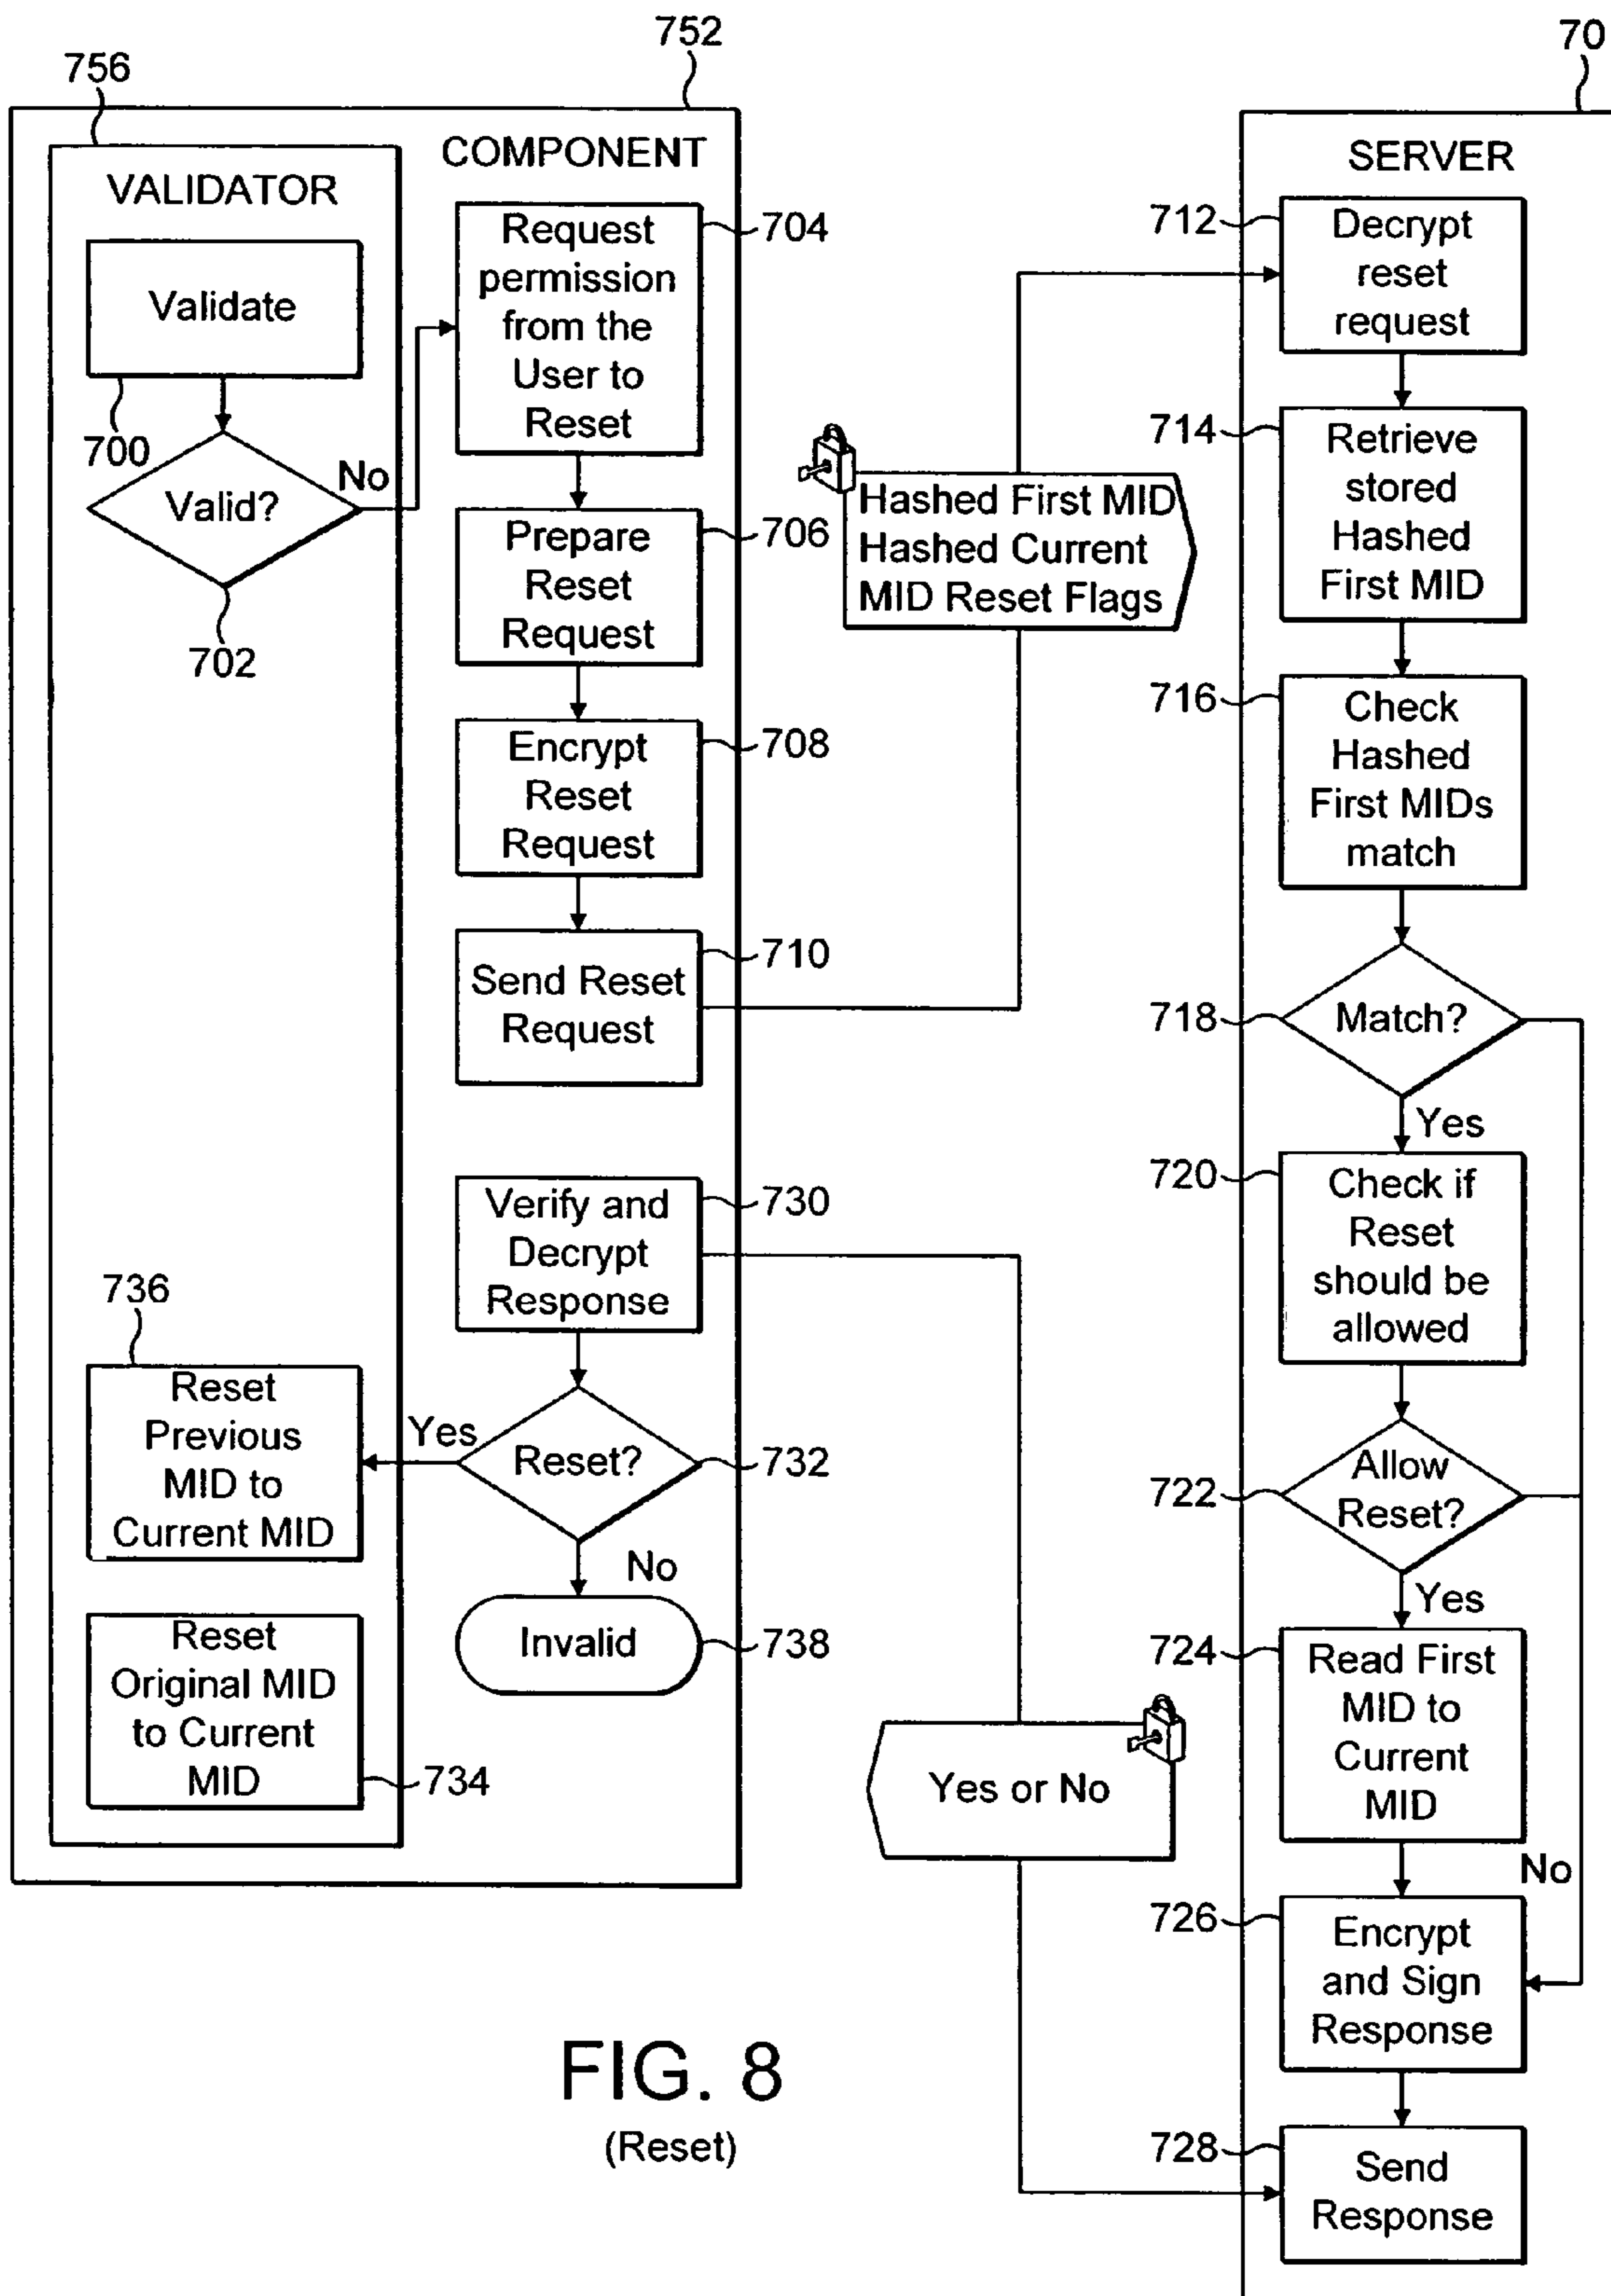 752
70
756
COMPONENT
VALIDATOR
SERVER
Validate
700
Valid?
No
702
Request
permission
from the
User to
Reset
704
Prepare
Reset
Request
706
Encrypt
Reset
Request
708
Send Reset
Request
710
Hashed First MID
Hashed Current
MID Reset Flags
712
Decrypt
reset
request
714
Retrieve
stored
Hashed
First MID
716
Check
Hashed
First MIDs
match
718
Match?
Yes
720
Check if
Reset
should be
allowed
722
Allow
Reset?
Yes
724
Read First
MID to
Current
MID
No
726
Encrypt
and Sign
Response
728
Send
Response
Yes or No
Verify and
Decrypt
Response
730
Reset?
732
Yes
No
Invalid
738
736
Reset
Previous
MID to
Current MID
Reset
Original MID
to Current
MID
734
FIG. 8
(Reset)